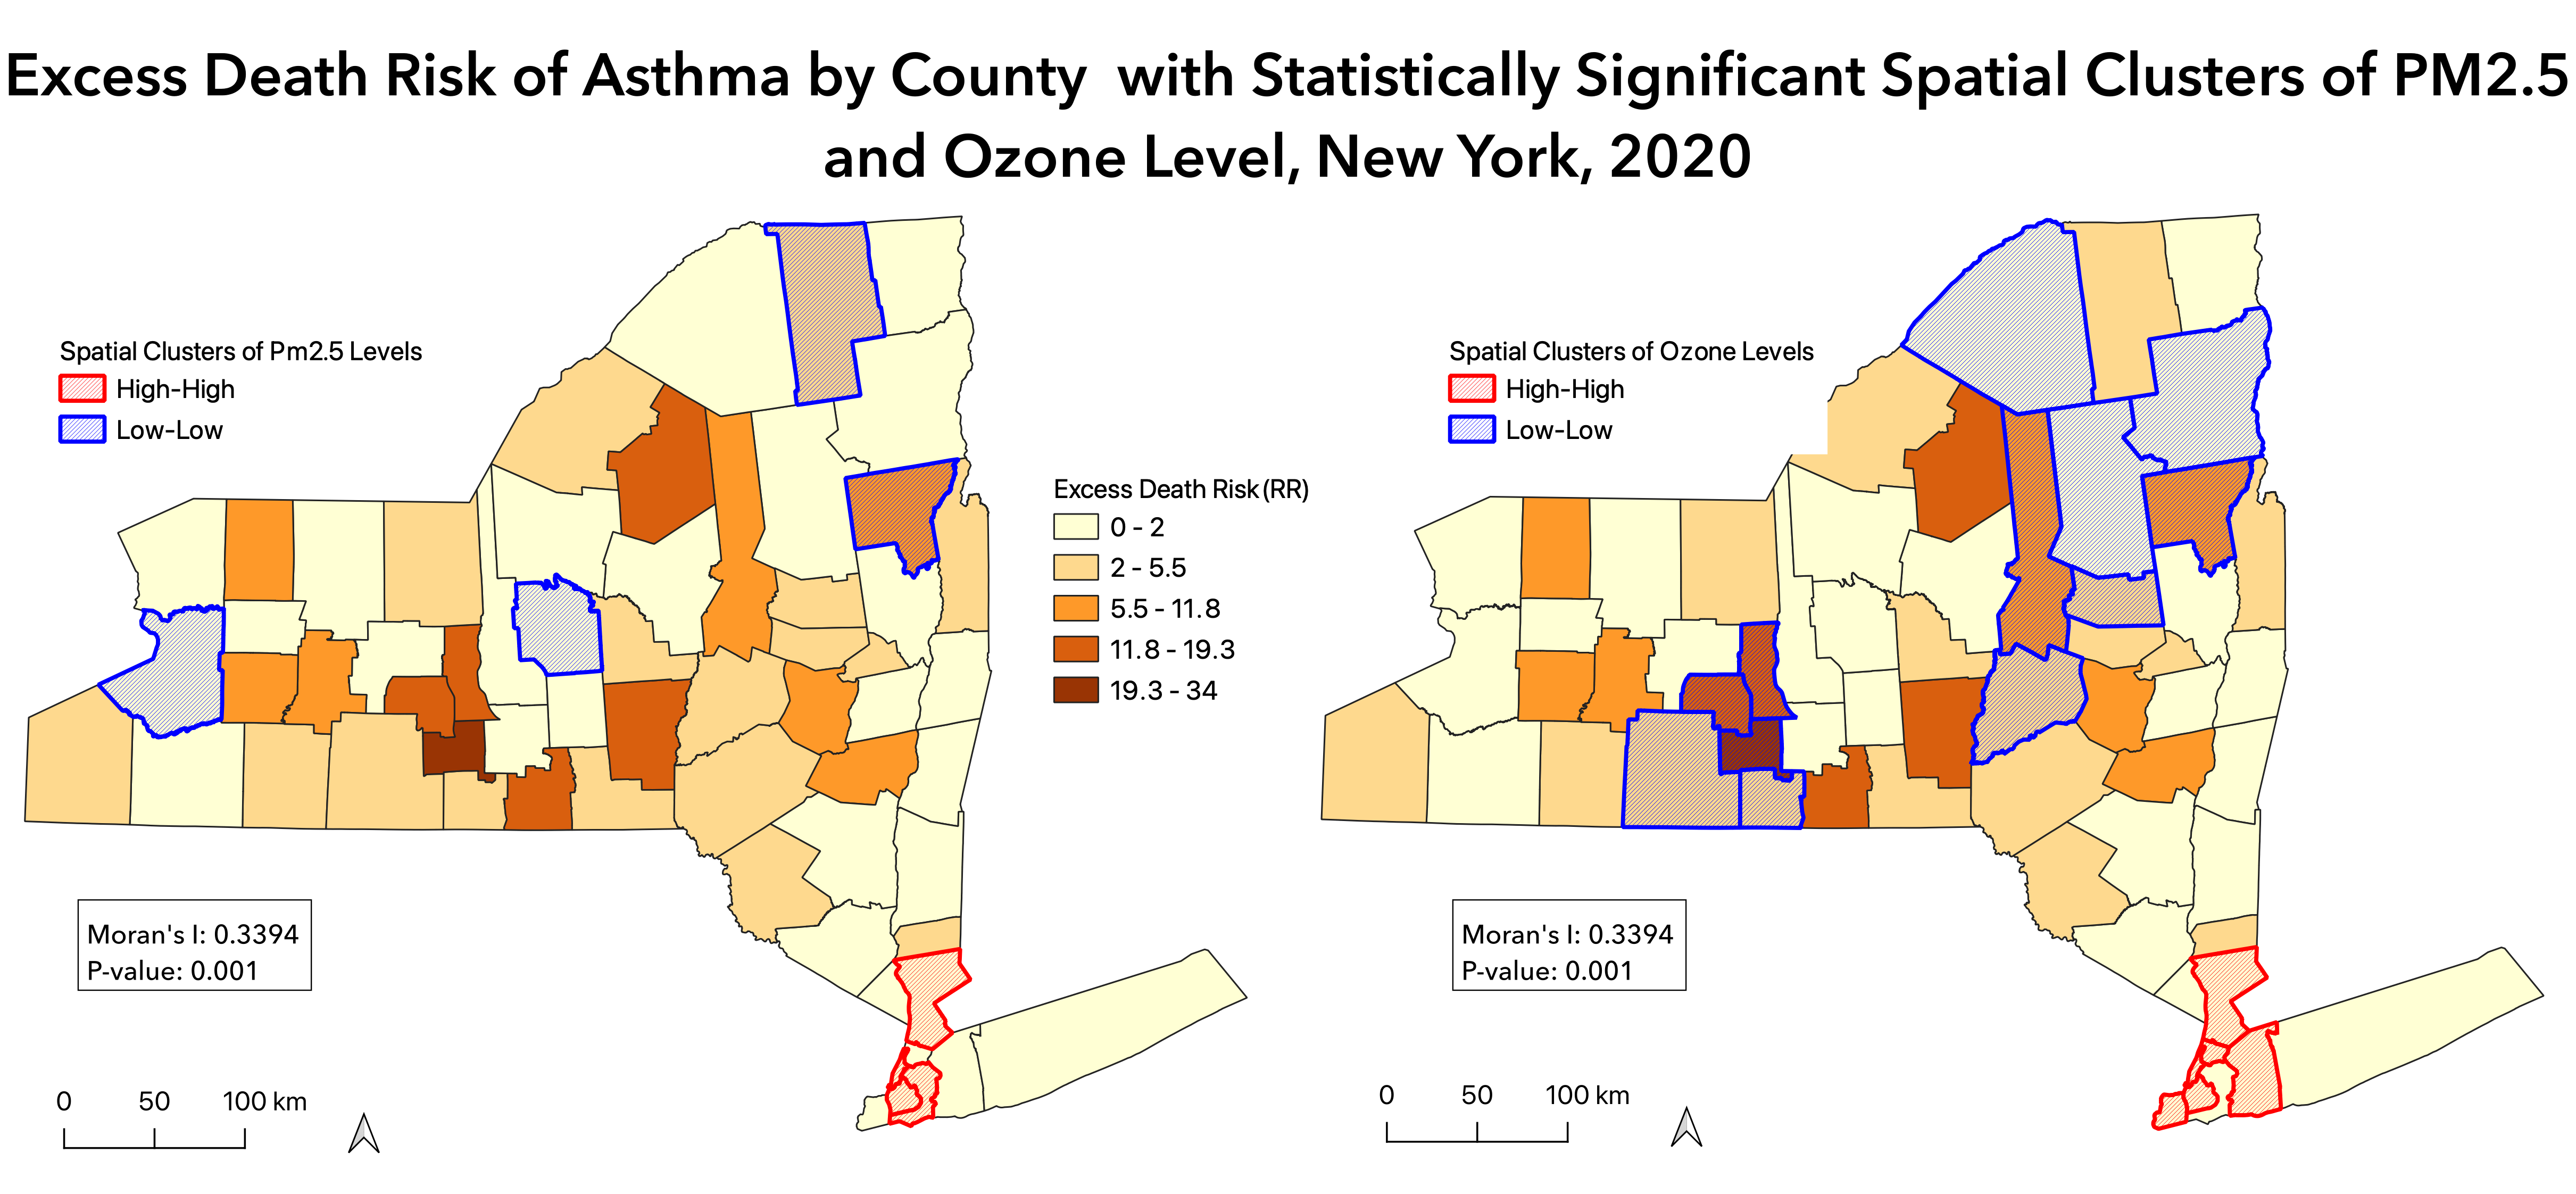 Excess Death Risk of Asthma by County  with Statistically Significant Spatial Clusters of PM2.5
and Ozone Level, New York, 2020
Spatial Clusters of Pm2.5 Levels
High-High
Low-Low
Excess Death Risk (RR)
0 - 2
2 - 5.5
5.5 - 11.8
11.8 - 19.3
19.3 - 34
Moran's I: 0.3394
P-value: 0.001
0 50 100 km
Spatial Clusters of Ozone Levels
High-High
Low-Low
Moran's I: 0.3394
P-value: 0.001
0 50 100 km